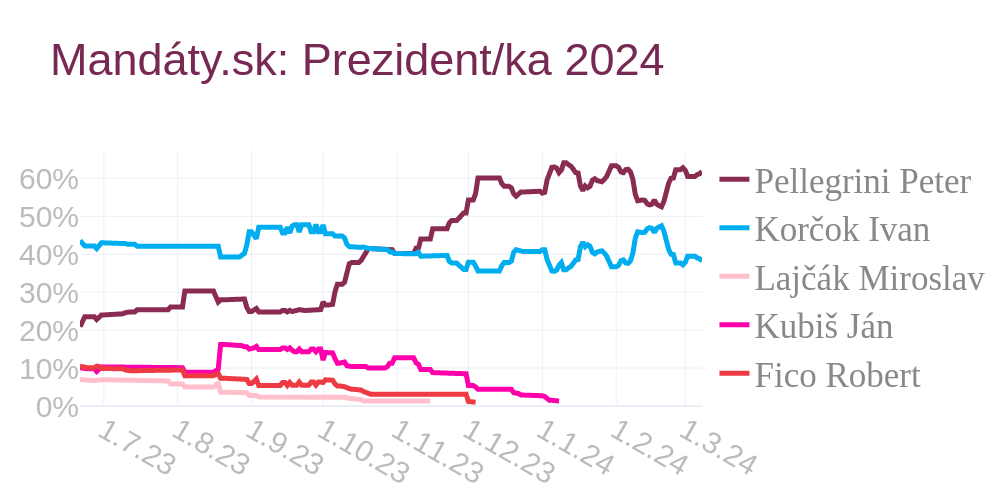 Mandáty.sk: Prezident/ka 2024
60%
50%
40%
30%
20%
10%
0%
1.7.23
1.8.23
1.9.23
1.10.23
1.11.23
1.12.23
1.1.24
1.2.24
1.3.24
Pellegrini Peter
Korčok Ivan
Lajčák Miroslav
Kubiš Ján
Fico Robert